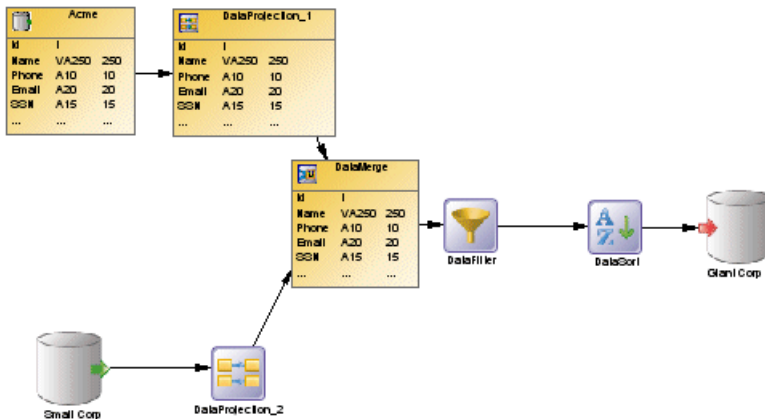 Acme
Id I
Name VA250 250
Phone A10 10
Email A20 20
SSN A15 15
... ... ...
DataProjection_1
Id I
Name VA250 250
Phone A10 10
Email A20 20
SSN A15 15
... ... ...
DataMerge
Id I
Name VA250 250
Phone A10 10
Email A20 20
SSN A15 15
... ... ...
DataFilter
A
Z
DataSort
Giant Corp
Small Corp
DataProjection_2